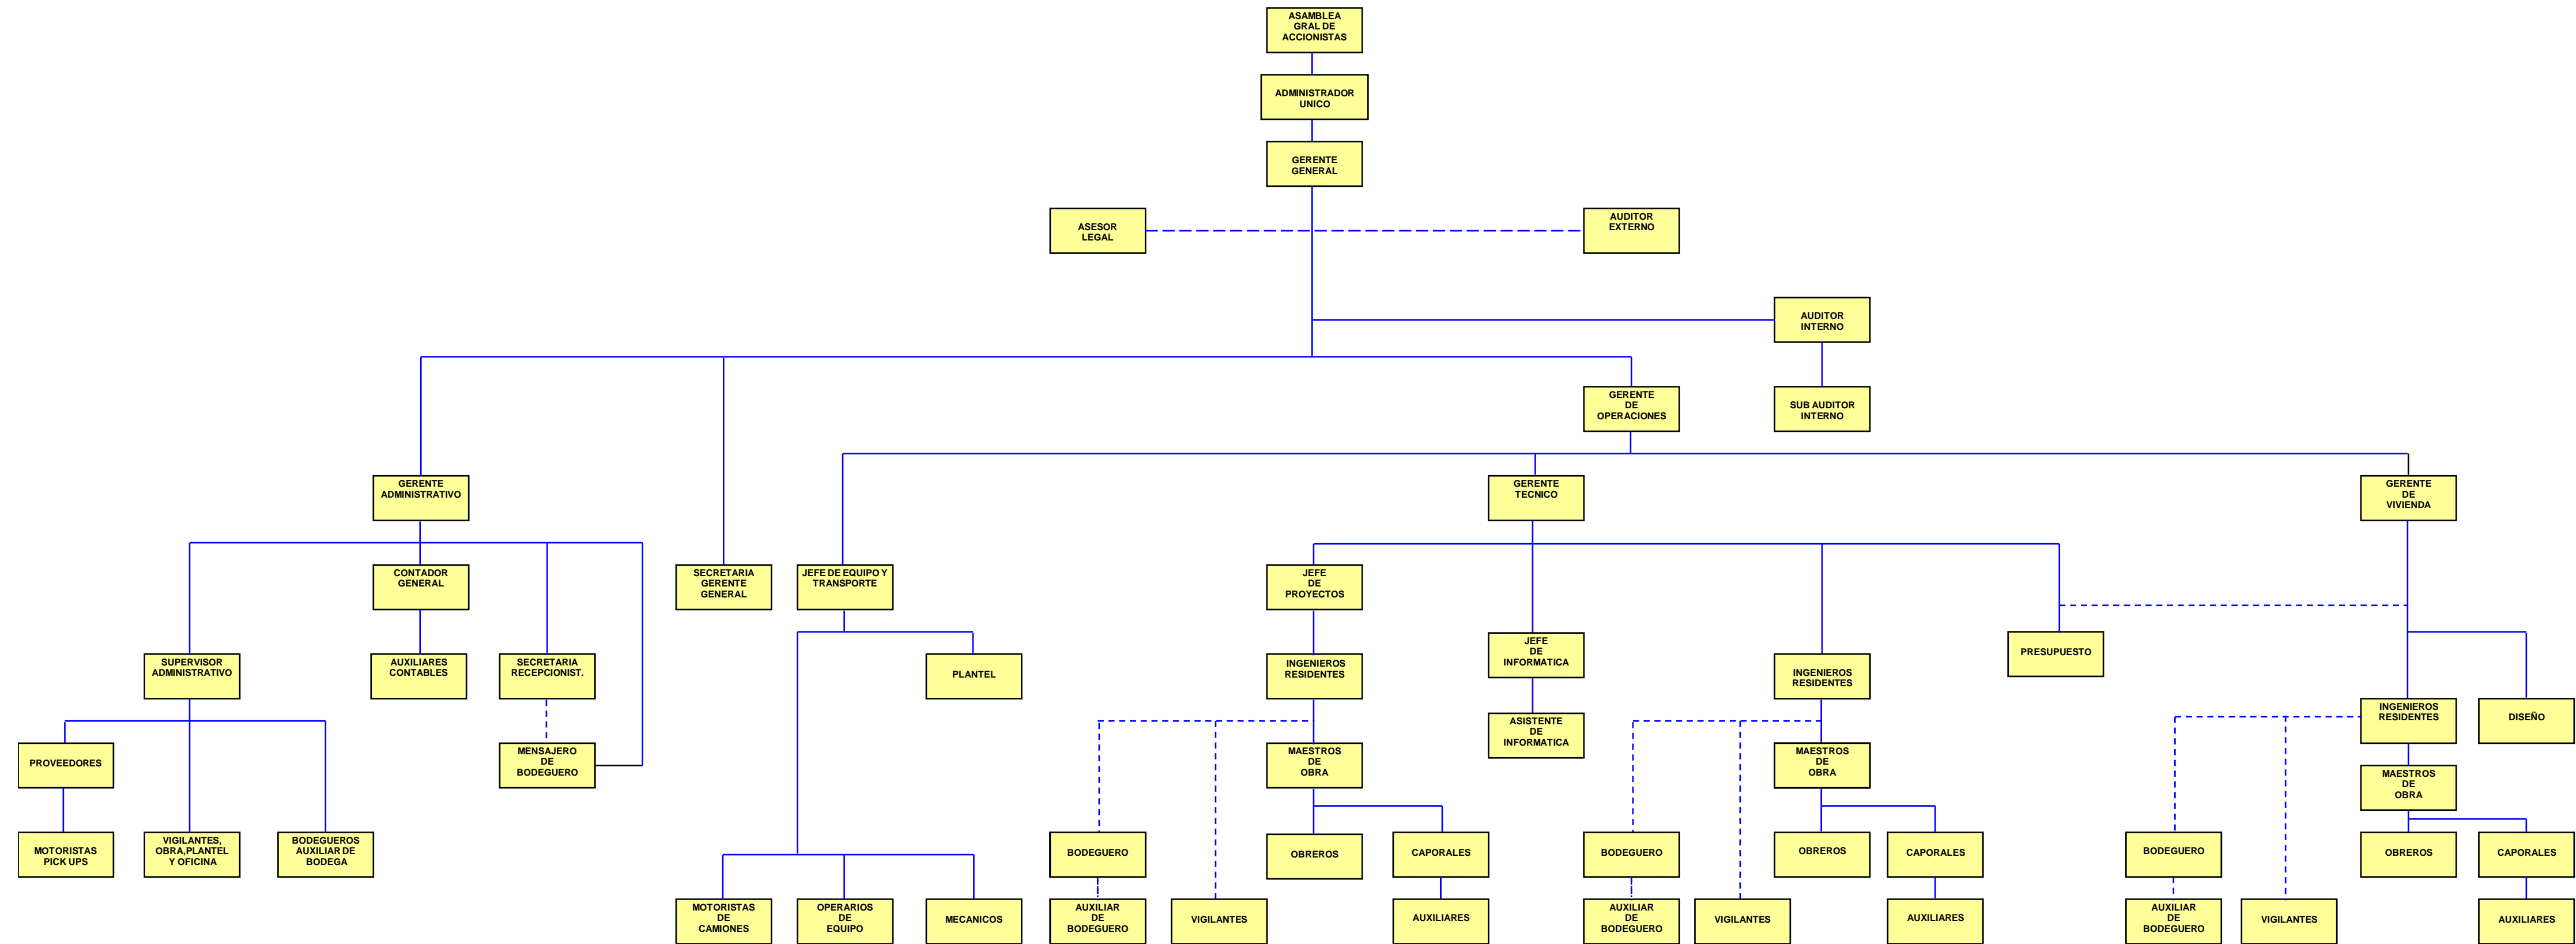 ASAMBLEA
GRAL DE
ACCIONISTAS
ADMINISTRADOR
UNICO
GERENTE
GENERAL
ASESOR
LEGAL
AUDITOR
EXTERNO
AUDITOR
INTERNO
GERENTE
DE
OPERACIONES
SUB AUDITOR
INTERNO
GERENTE
ADMINISTRATIVO
GERENTE
TECNICO
GERENTE
DE
VIVIENDA
CONTADOR
GENERAL
SECRETARIA
GERENTE
GENERAL
JEFE DE EQUIPO Y
TRANSPORTE
JEFE
DE
PROYECTOS
JEFE
DE
INFORMATICA
PRESUPUESTO
SUPERVISOR
ADMINISTRATIVO
AUXILIARES
CONTABLES
SECRETARIA
RECEPCIONIST.
PLANTEL
INGENIEROS
RESIDENTES
INGENIEROS
RESIDENTES
INGENIEROS
RESIDENTES
DISEÑO
ASISTENTE
DE
INFORMATICA
PROVEEDORES
MENSAJERO
DE
BODEGUERO
MAESTROS
DE
OBRA
MAESTROS
DE
OBRA
MAESTROS
DE
OBRA
MOTORISTAS
PICK UPS
VIGILANTES,
OBRA,PLANTEL
Y OFICINA
BODEGUEROS
AUXILIAR DE
BODEGA
BODEGUERO
OBREROS
CAPORALES
BODEGUERO
OBREROS
CAPORALES
BODEGUERO
OBREROS
CAPORALES
MOTORISTAS
DE
CAMIONES
OPERARIOS
DE
EQUIPO
MECANICOS
AUXILIAR
DE
BODEGUERO
VIGILANTES
AUXILIARES
AUXILIAR
DE
BODEGUERO
VIGILANTES
AUXILIARES
AUXILIAR
DE
BODEGUERO
VIGILANTES
AUXILIARES